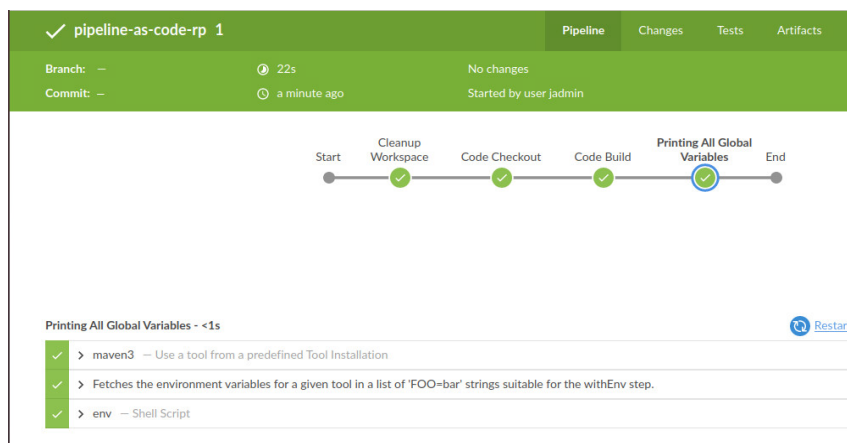 pipeline-as-code-rp 1
Pipeline Changes Tests Artifacts
Branch: — 22s No changes
Commit: — a minute ago Started by user jadmin
Start
Cleanup
Workspace
Code Checkout
Code Build
Printing All Global
Variables
End
Printing All Global Variables - <1s
Restar
maven3 — Use a tool from a predefined Tool Installation
Fetches the environment variables for a given tool in a list of 'FOO=bar' strings suitable for the withEnv step.
env — Shell Script